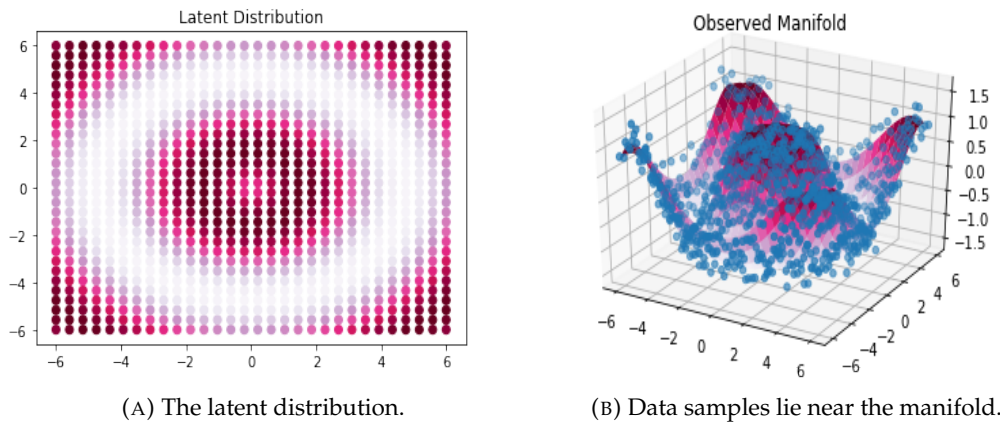 Latent Distribution
6
4
2
0
−2
−4
−6
−6 −4 −2 0 2 4 6
(A) The latent distribution.
Observed Manifold
1.5
1.0
0.5
0.0
−0.5
−1.0
−1.5
−6 −4 −2 0 2 4 6
−6 −4 −2 0 2 4 6
(B) Data samples lie near the manifold.